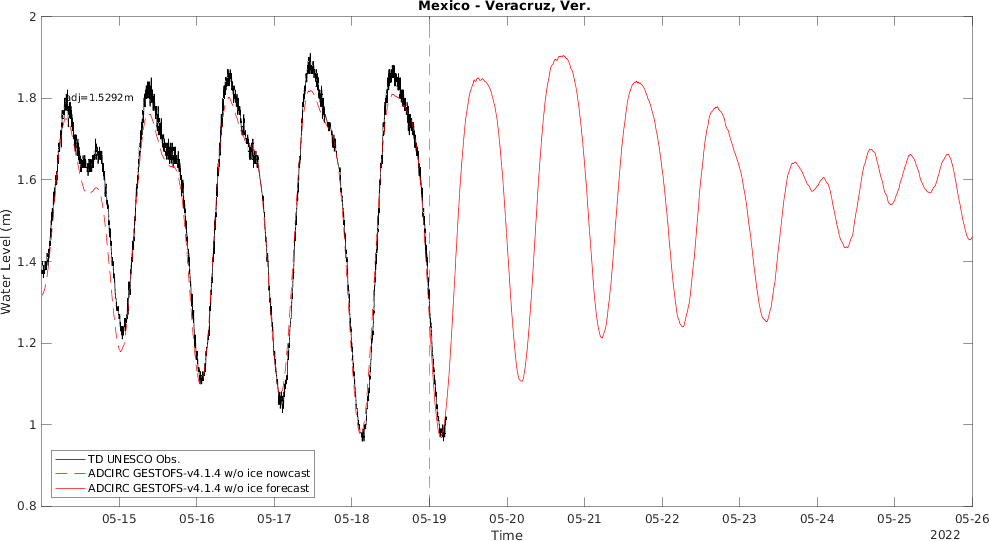 Mexico - Veracruz, Ver.
Water Level (m)
2
1.8
1.6
1.4
1.2
1
0.8
adj=1.5292m
TD UNESCO Obs.
ADCIRC GESTOFS-v4.1.4 w/o ice nowcast
ADCIRC GESTOFS-v4.1.4 w/o ice forecast
05-15 05-16 05-17 05-18 05-19 05-20 05-21 05-22 05-23 05-24 05-25 05-26
Time
2022